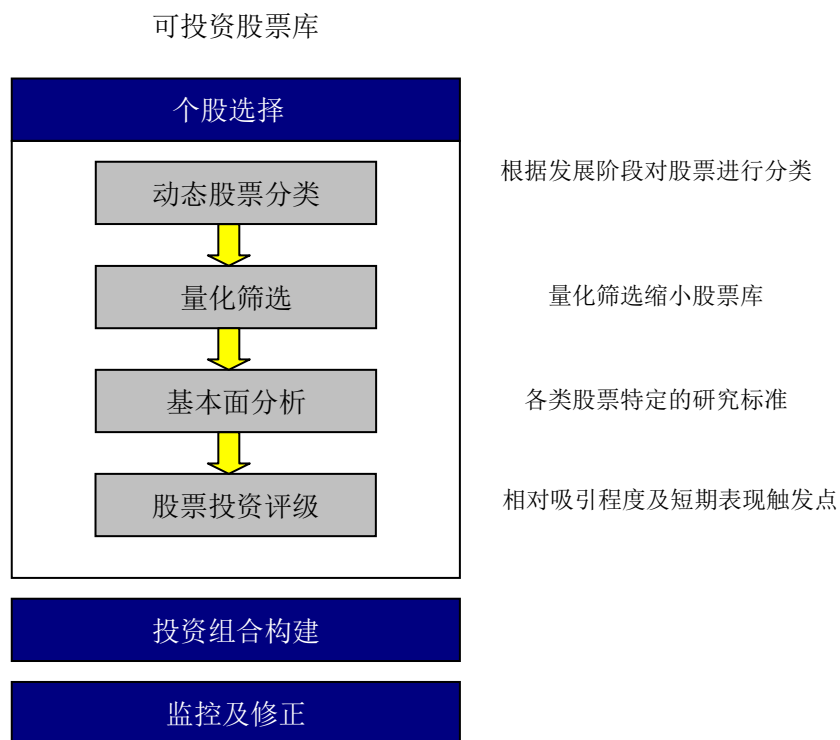 可投资股票库
个股选择
动态股票分类
根据发展阶段对股票进行分类
量化筛选
量化筛选缩小股票库
基本面分析
各类股票特定的研究标准
股票投资评级
相对吸引程度及短期表现触发点
投资组合构建
监控及修正